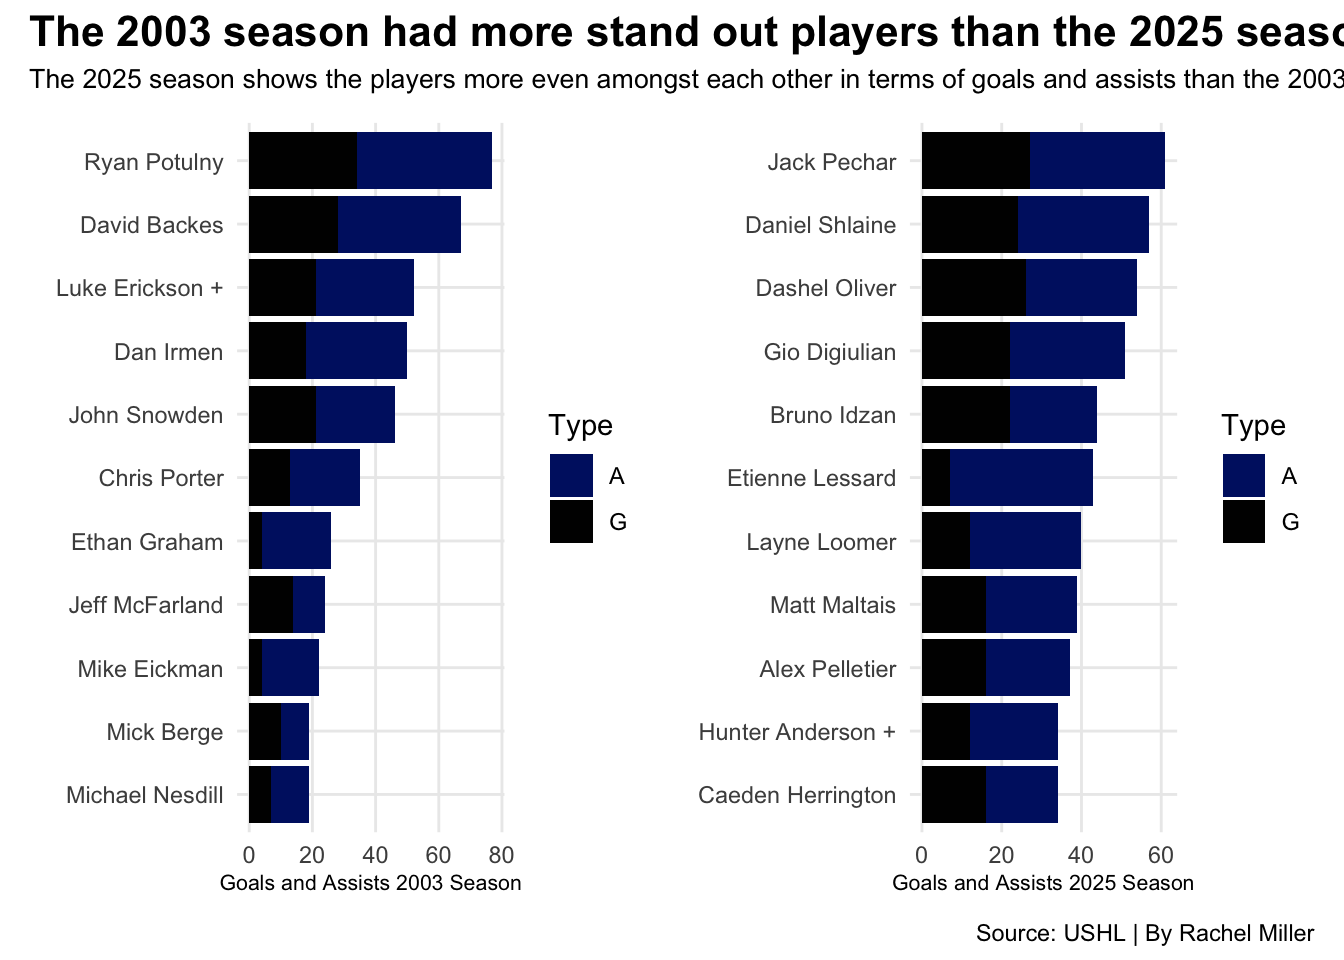 The 2003 season had more stand out players than the 2025 seaso
The 2025 season shows the players more even amongst each other in terms of goals and assists than the 2003
Ryan Potulny
David Backes
Luke Erickson +
Dan Irmen
John Snowden
Chris Porter
Ethan Graham
Jeff McFarland
Mike Eickman
Mick Berge
Michael Nesdill
0 20 40 60 80
Goals and Assists 2003 Season
Type
A
G
Jack Pechar
Daniel Shlaine
Dashel Oliver
Gio Digiulian
Bruno Idzan
Etienne Lessard
Layne Loomer
Matt Maltais
Alex Pelletier
Hunter Anderson +
Caeden Herrington
0 20 40 60
Goals and Assists 2025 Season
Type
A
G
Source: USHL | By Rachel Miller